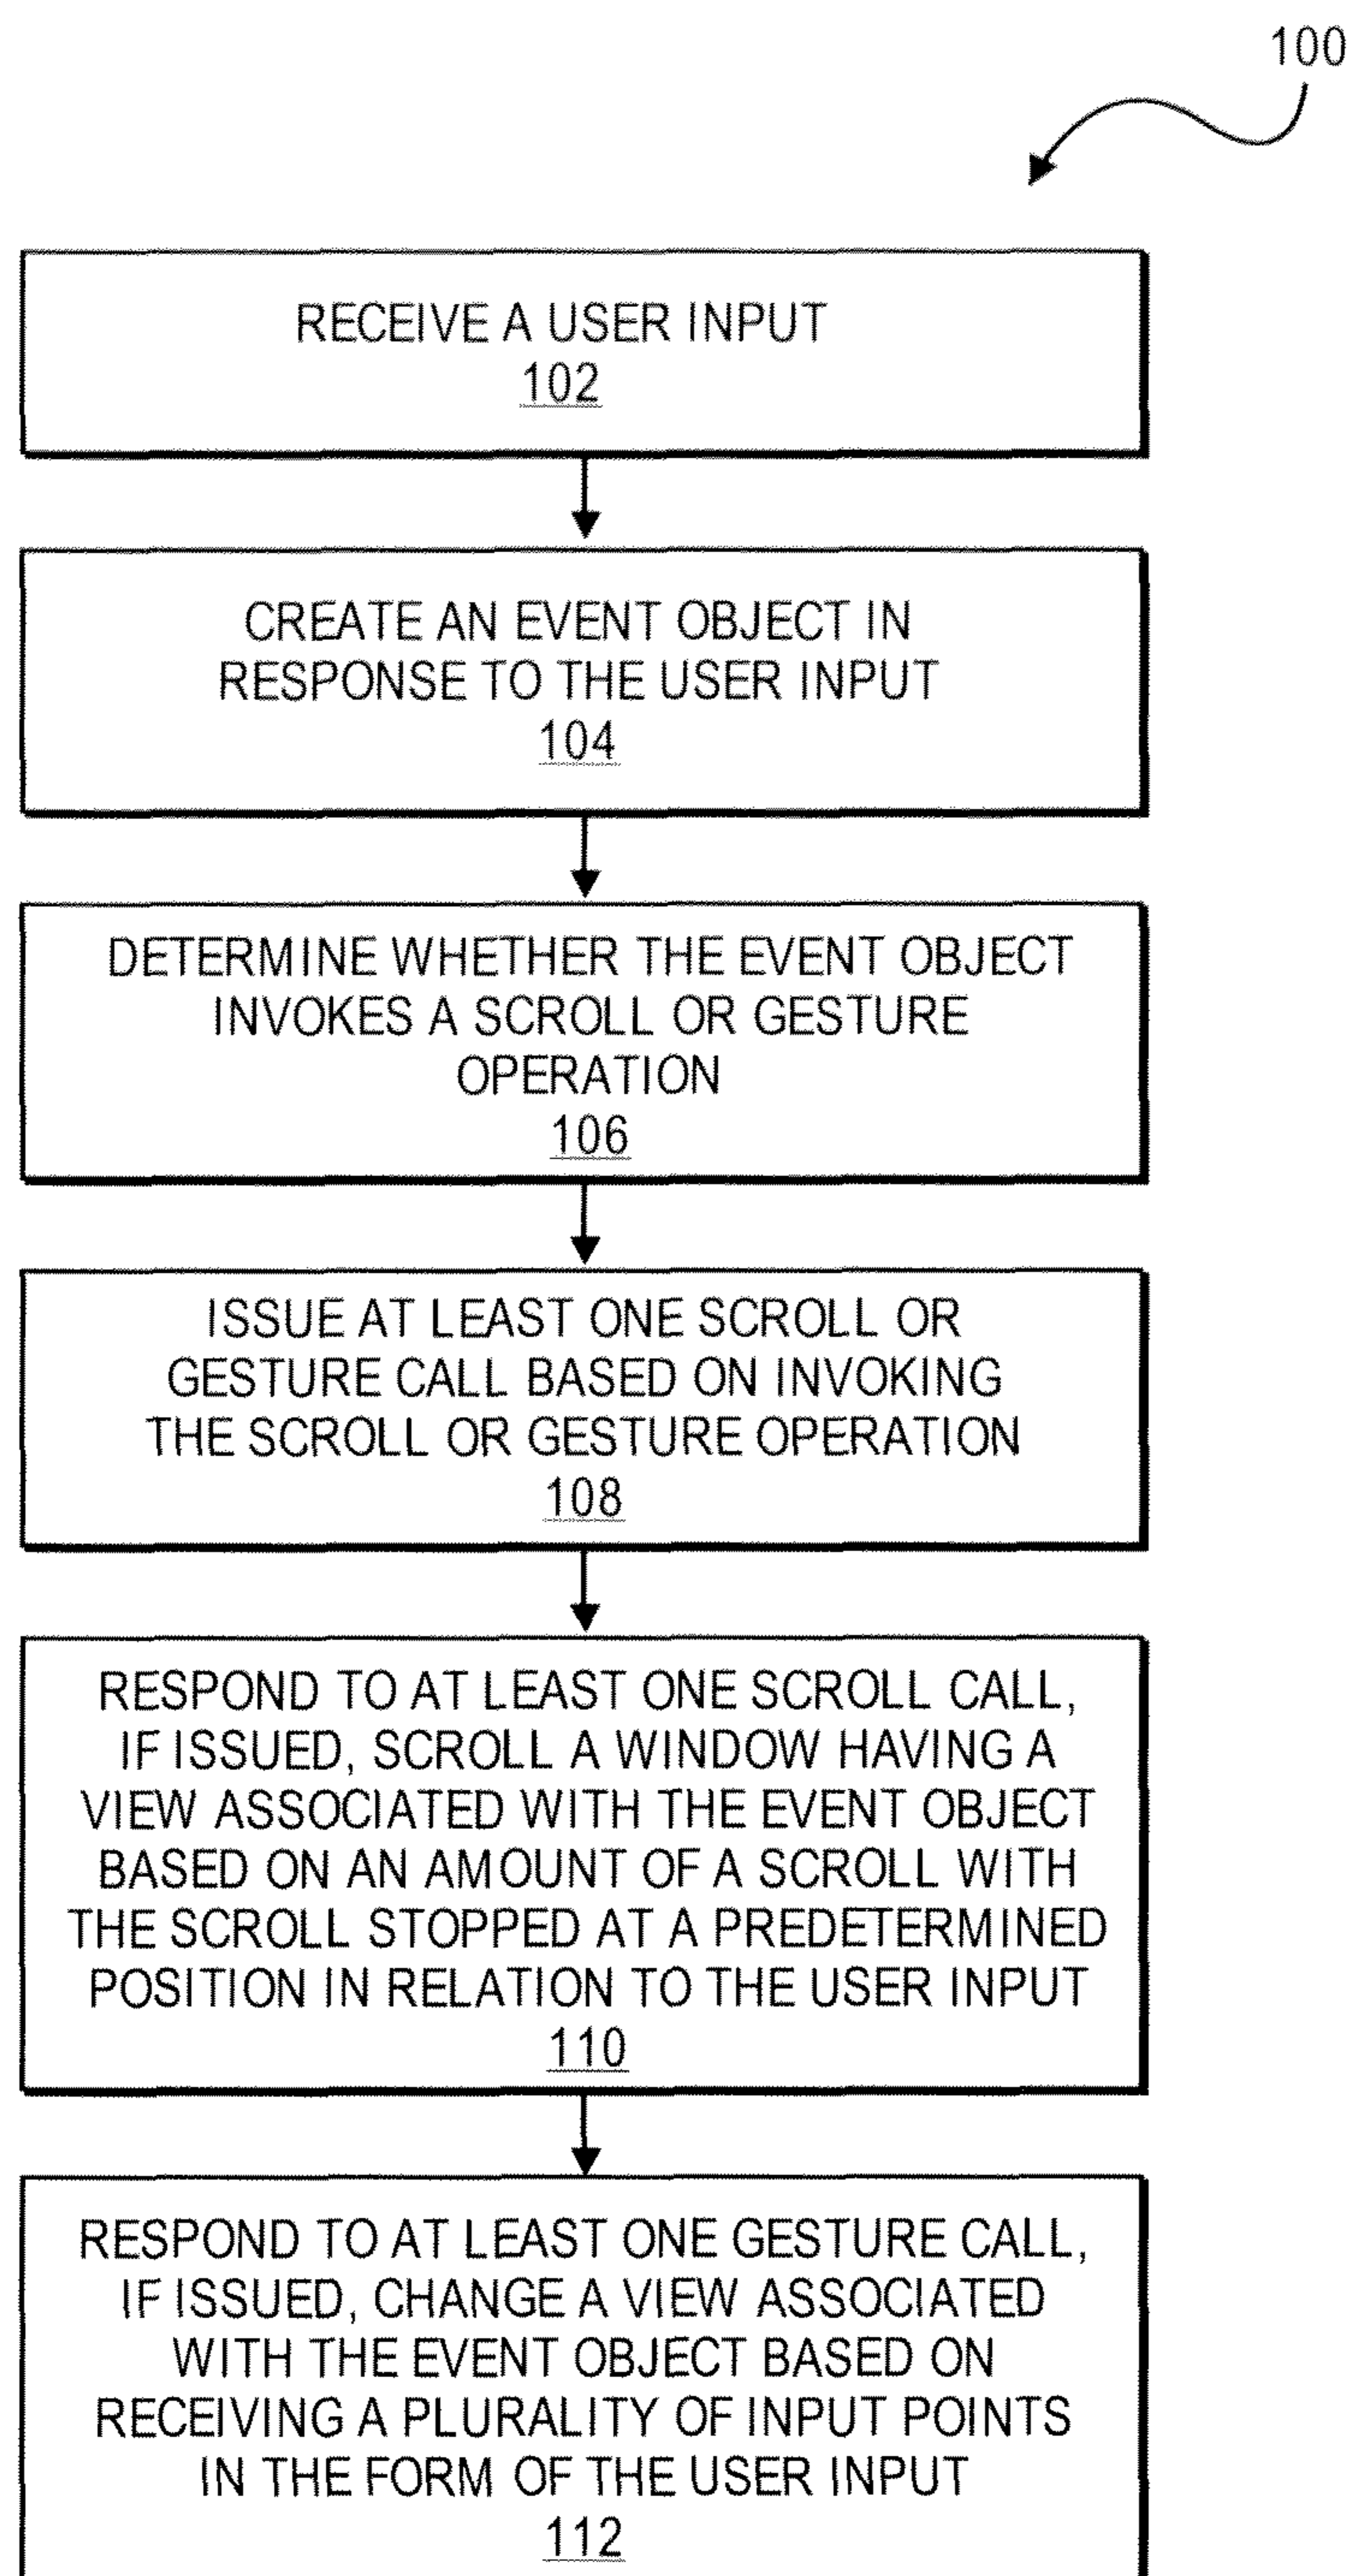 100
RECEIVE A USER INPUT
102
CREATE AN EVENT OBJECT IN
RESPONSE TO THE USER INPUT
104
DETERMINE WHETHER THE EVENT OBJECT
INVOKES A SCROLL OR GESTURE
OPERATION
106
ISSUE AT LEAST ONE SCROLL OR
GESTURE CALL BASED ON INVOKING
THE SCROLL OR GESTURE OPERATION
108
RESPOND TO AT LEAST ONE SCROLL CALL,
IF ISSUED, SCROLL A WINDOW HAVING A
VIEW ASSOCIATED WITH THE EVENT OBJECT
BASED ON AN AMOUNT OF A SCROLL WITH
THE SCROLL STOPPED AT A PREDETERMINED
POSITION IN RELATION TO THE USER INPUT
110
RESPOND TO AT LEAST ONE GESTURE CALL,
IF ISSUED, CHANGE A VIEW ASSOCIATED
WITH THE EVENT OBJECT BASED ON
RECEIVING A PLURALITY OF INPUT POINTS
IN THE FORM OF THE USER INPUT
112